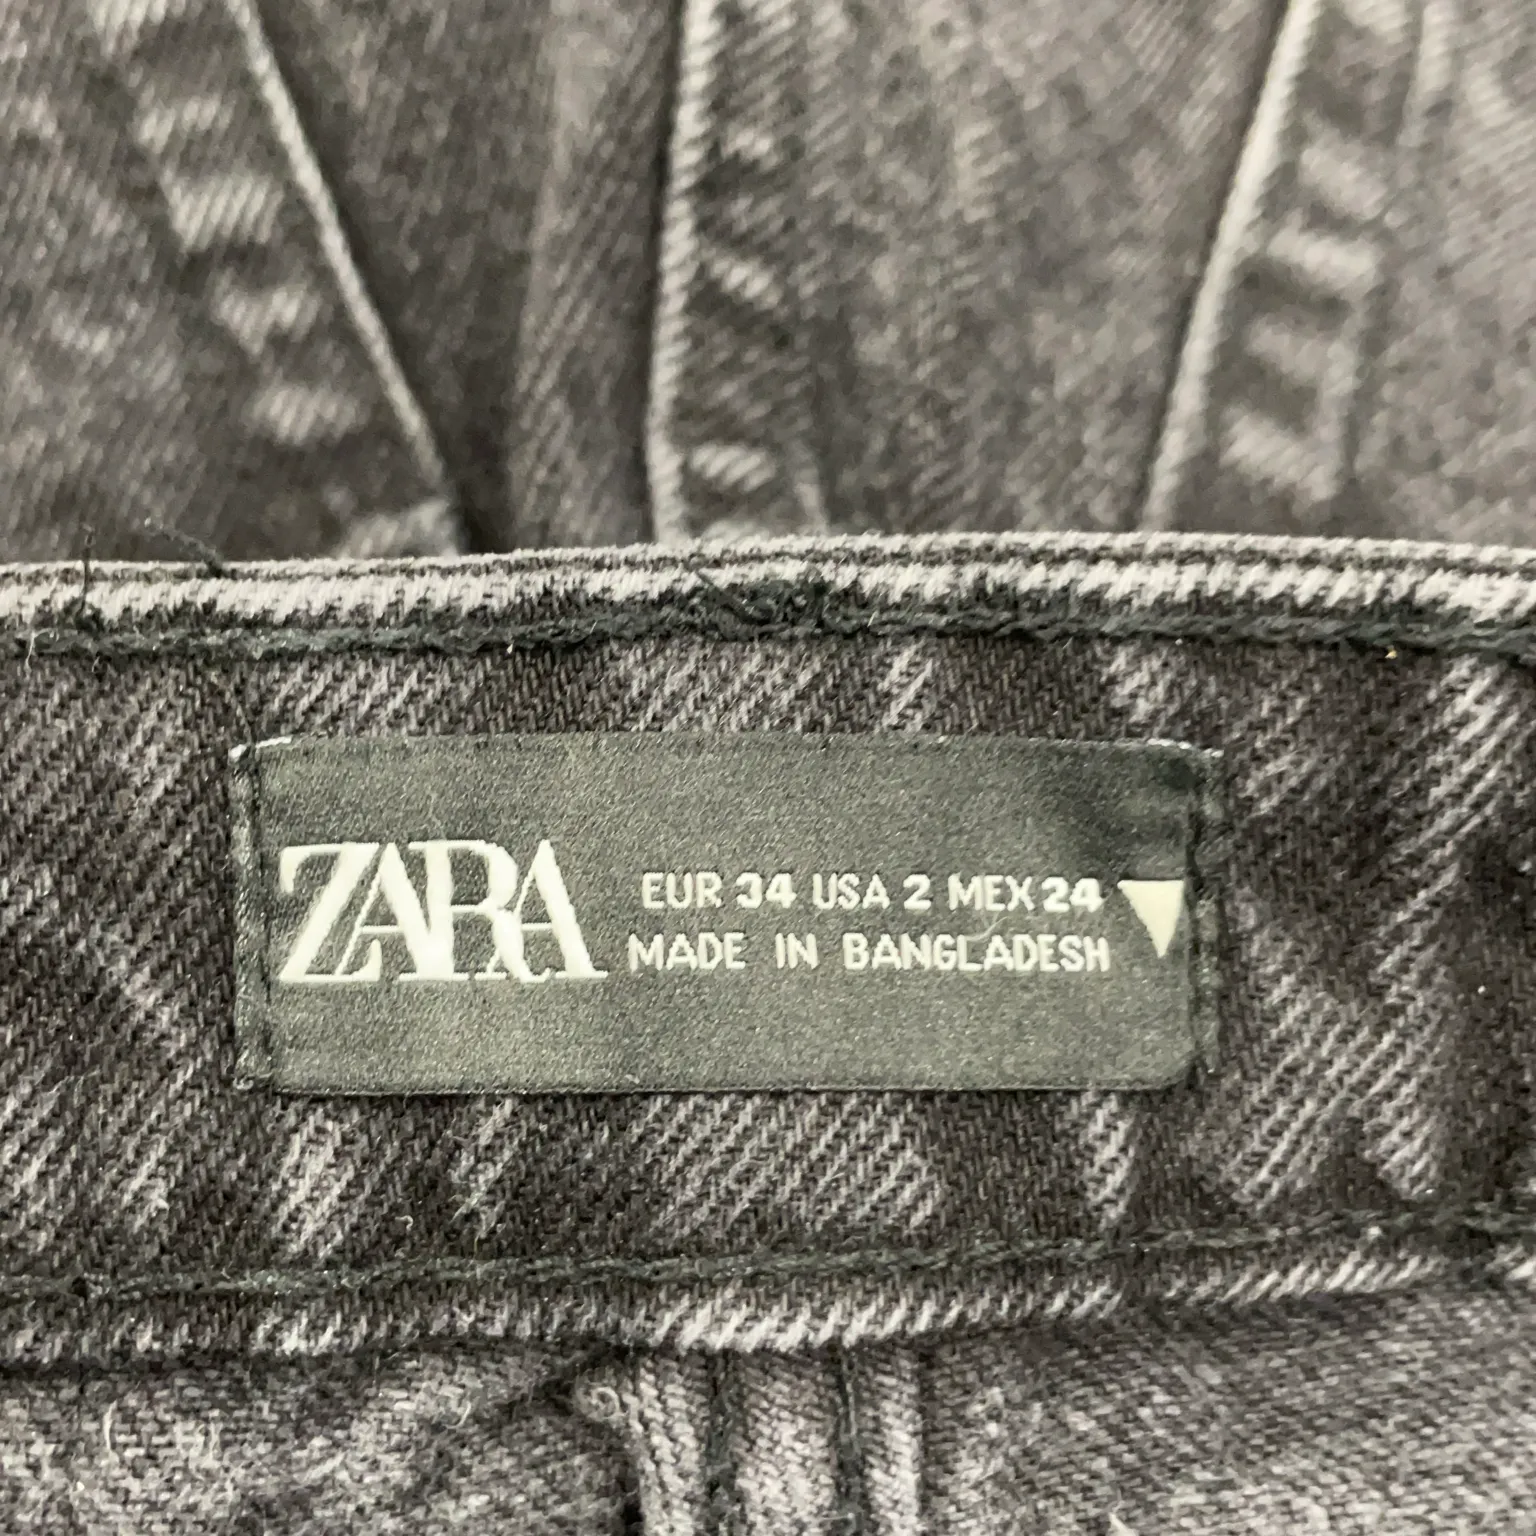 ZARA
EUR 34 USA 2 MEX 24
MADE IN BANGLADESH